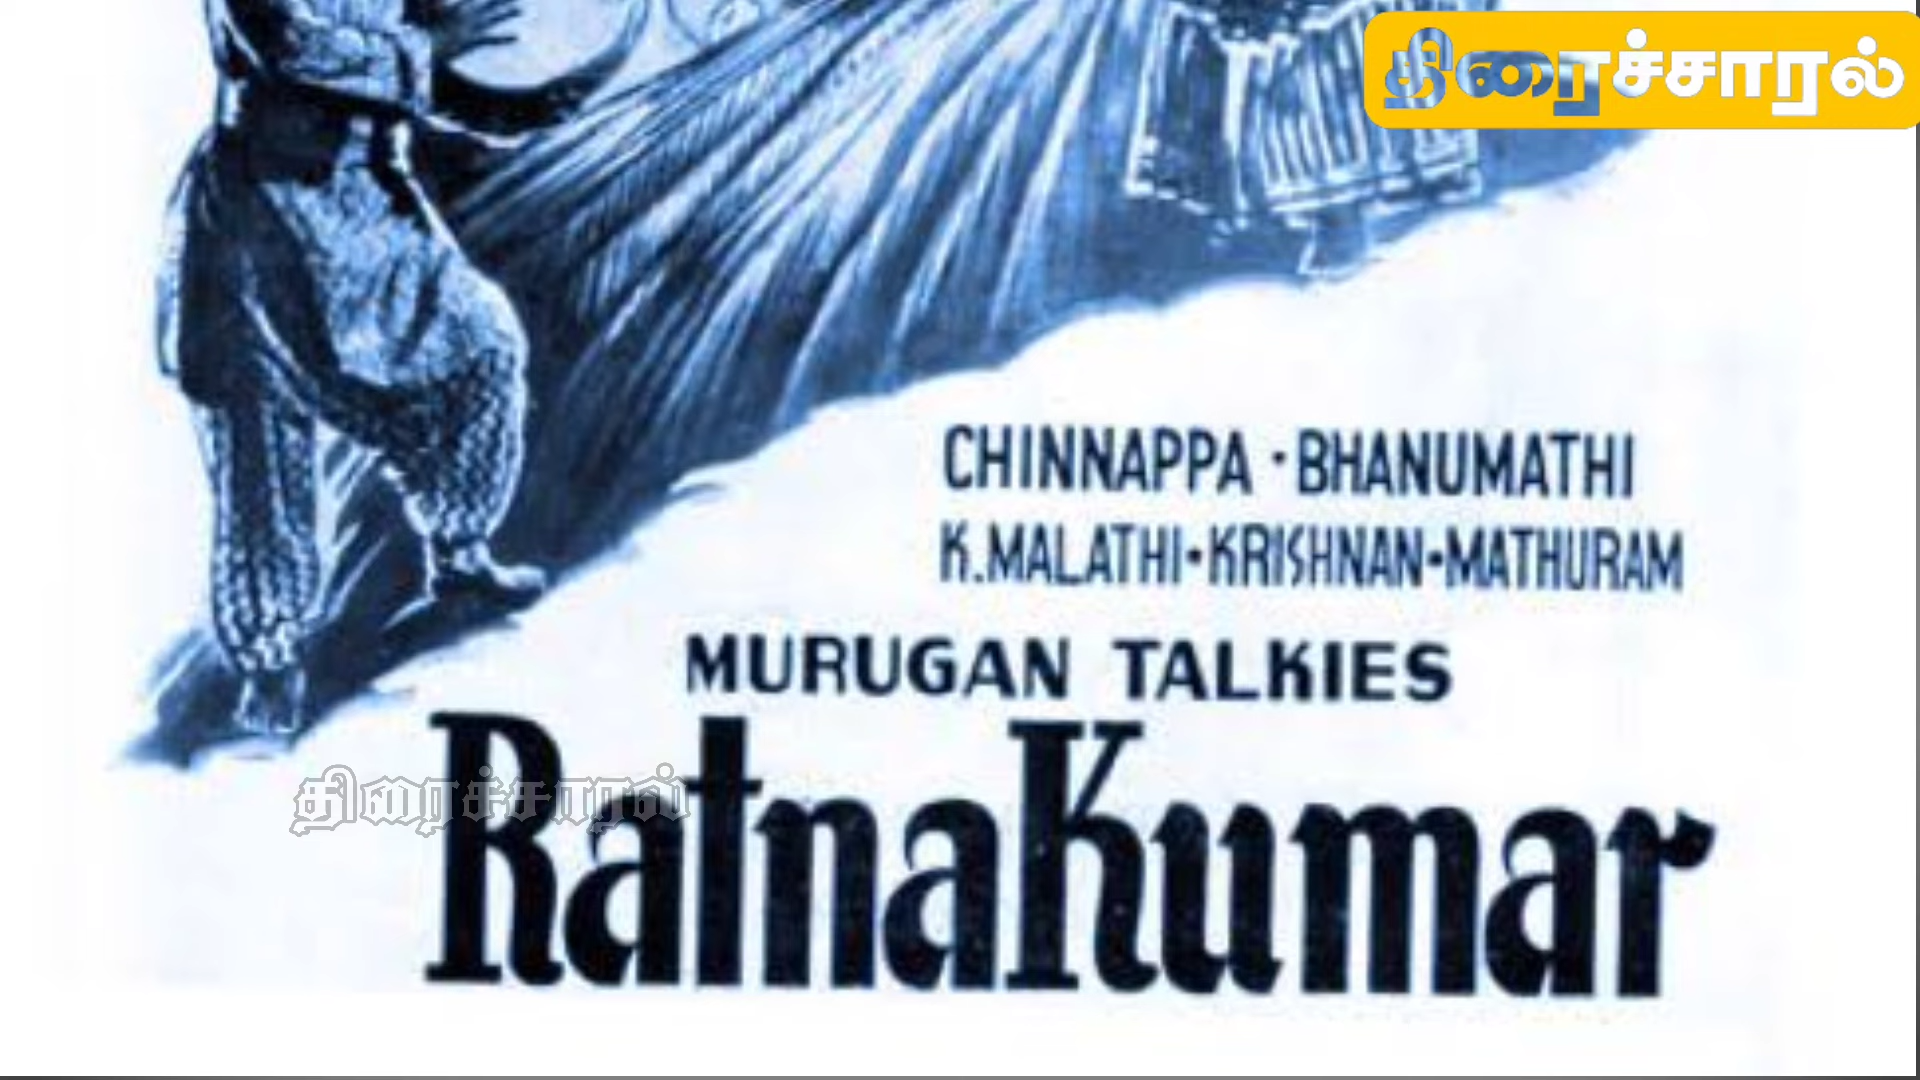 திரைச்சாரல்
CHINNAPPA · BHANUMATHI
K. MALATHI · KRISHNAN - MATHURAM
MURUGAN TALKIES
RatnaKumar
திரைச்சாரல்